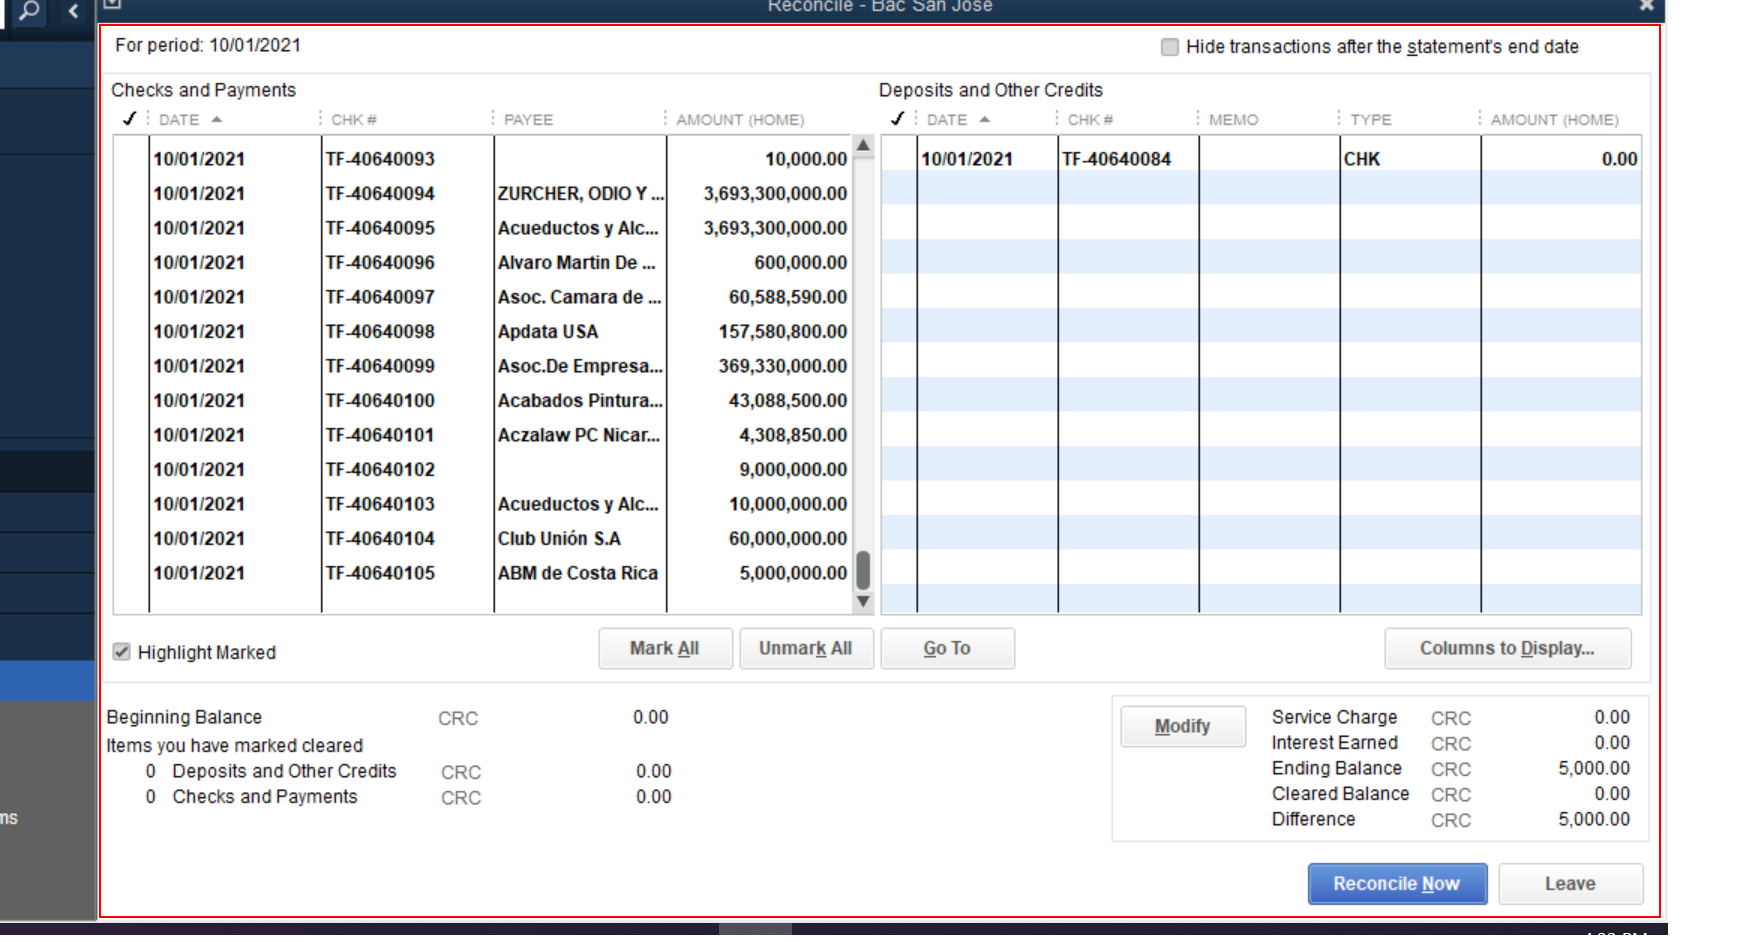 Reconcile - Bac San Jose
For period: 10/01/2021
Hide transactions after the statement's end date
Checks and Payments
DATE CHK # PAYEE AMOUNT (HOME)
10/01/2021 TF-40640093 10,000.00
10/01/2021 TF-40640094 ZURCHER, ODIO Y ... 3,693,300,000.00
10/01/2021 TF-40640095 Acueductos y Alc... 3,693,300,000.00
10/01/2021 TF-40640096 Alvaro Martin De ... 600,000.00
10/01/2021 TF-40640097 Asoc. Camara de ... 60,588,590.00
10/01/2021 TF-40640098 Apdata USA 157,580,800.00
10/01/2021 TF-40640099 Asoc.De Empresa... 369,330,000.00
10/01/2021 TF-40640100 Acabados Pintura... 43,088,500.00
10/01/2021 TF-40640101 Aczalaw PC Nicar... 4,308,850.00
10/01/2021 TF-40640102 9,000,000.00
10/01/2021 TF-40640103 Acueductos y Alc... 10,000,000.00
10/01/2021 TF-40640104 Club Unión S.A 60,000,000.00
10/01/2021 TF-40640105 ABM de Costa Rica 5,000,000.00
Deposits and Other Credits
DATE CHK # MEMO TYPE AMOUNT (HOME)
10/01/2021 TF-40640084 CHK 0.00
Highlight Marked
Mark All Unmark All Go To Columns to Display...
Beginning Balance CRC 0.00
Items you have marked cleared
0 Deposits and Other Credits CRC 0.00
0 Checks and Payments CRC 0.00
Modify
Service Charge CRC 0.00
Interest Earned CRC 0.00
Ending Balance CRC 5,000.00
Cleared Balance CRC 0.00
Difference CRC 5,000.00
Reconcile Now Leave
ms